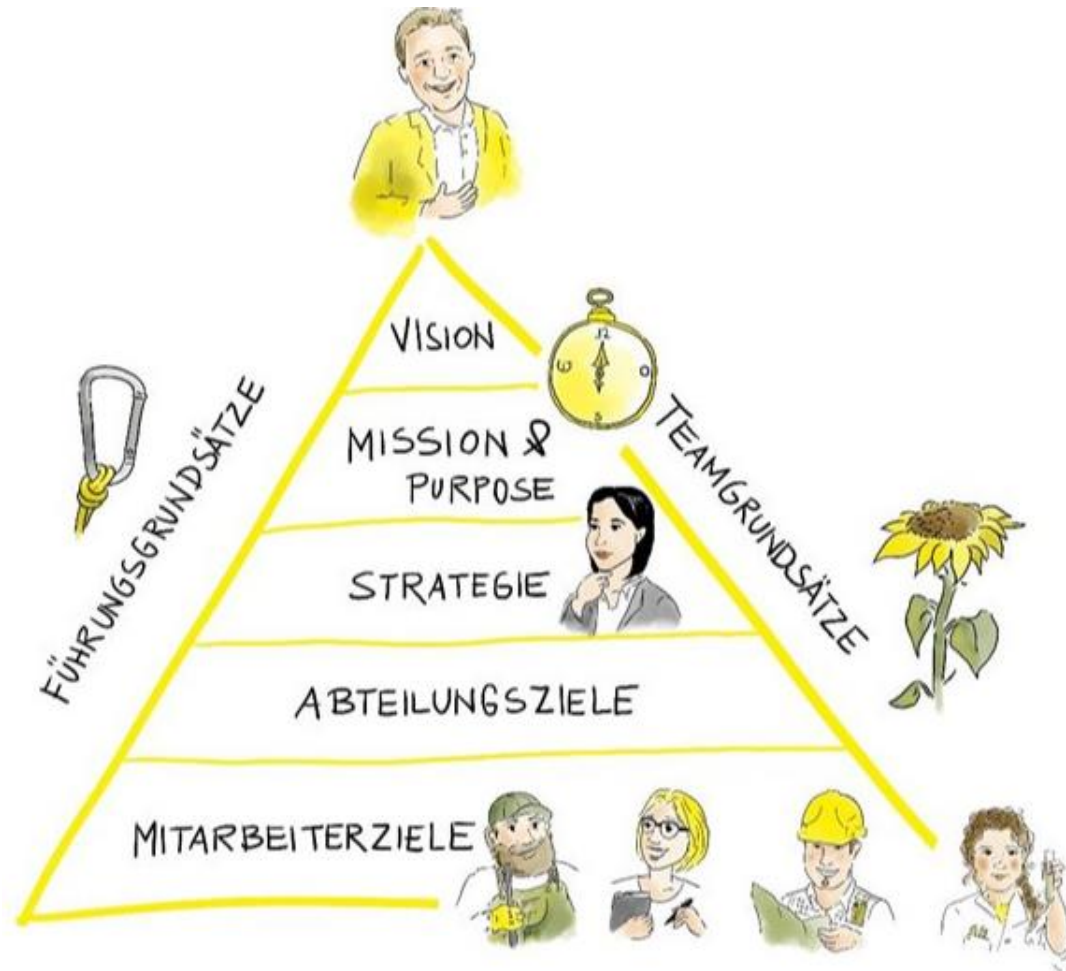 VISION
MISSION &
PURPOSE
STRATEGIE
ABTEILUNGSZIELE
MITARBEITERZIELE
FÜHRUNGSGRUNDSÄTZE
TEAMGRUNDSÄTZE